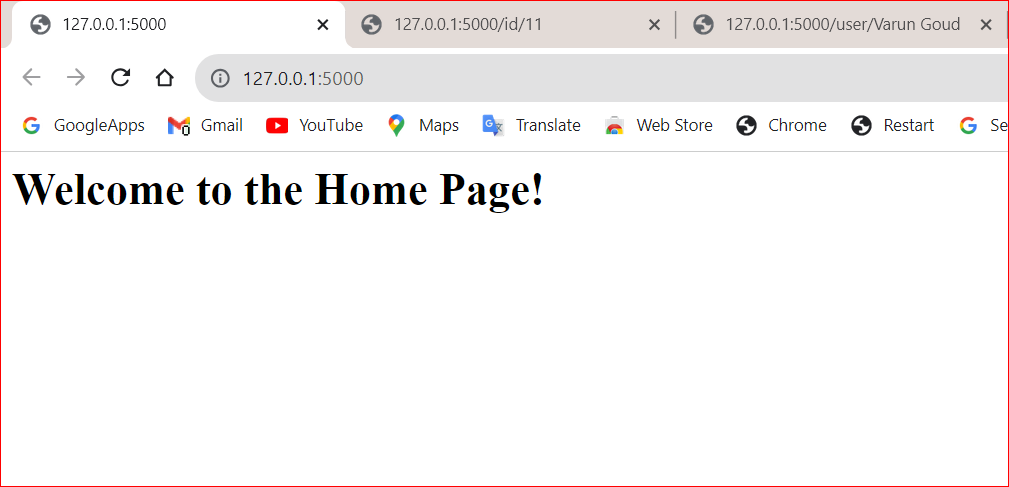 127.0.0.1:5000 127.0.0.1:5000/id/11 127.0.0.1:5000/user/Varun Goud
127.0.0.1:5000
GoogleApps Gmail YouTube Maps Translate Web Store Chrome Restart Se
Welcome to the Home Page!